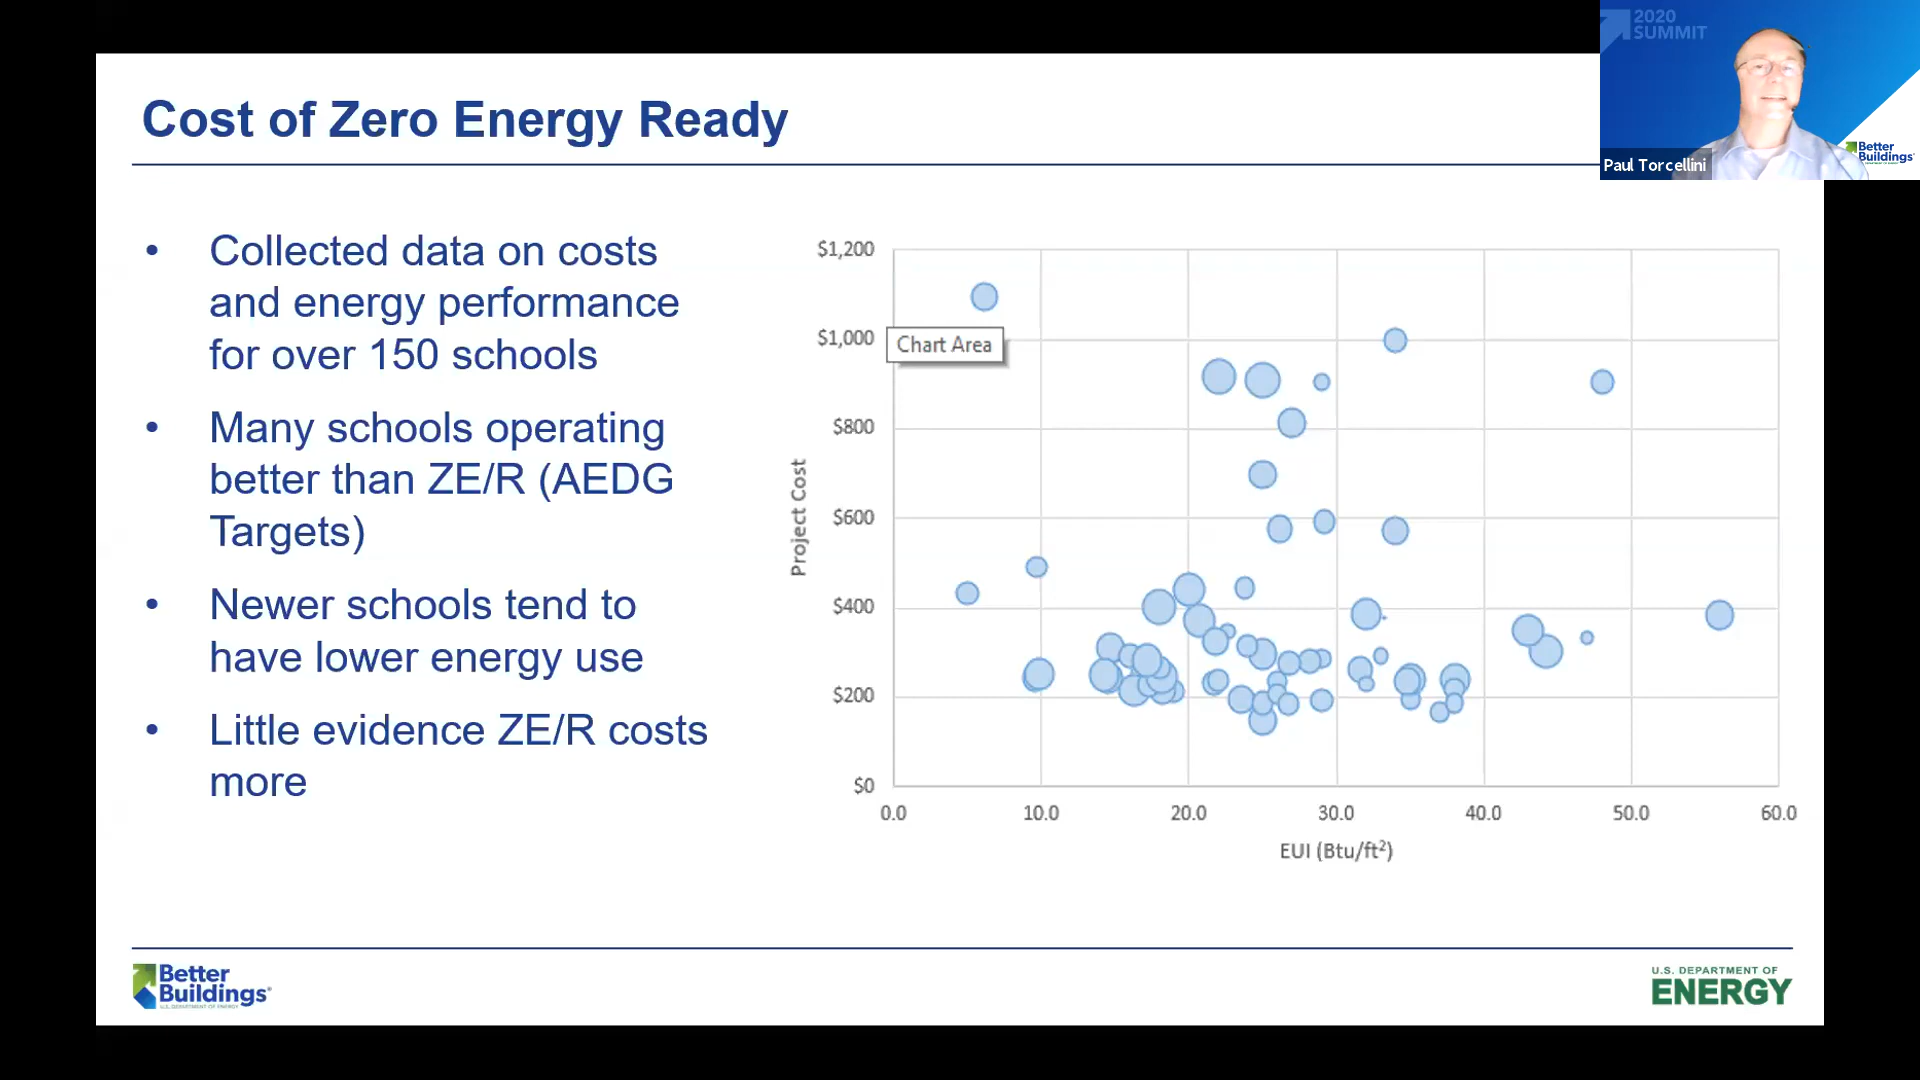 2020
SUMMIT
Better
Buildings®
Paul Torcellini
Cost of Zero Energy Ready
• Collected data on costs
and energy performance
for over 150 schools
• Many schools operating
better than ZE/R (AEDG
Targets)
• Newer schools tend to
have lower energy use
• Little evidence ZE/R costs
more
$1,200
$1,000
$800
$600
$400
$200
$0
Project Cost
Chart Area
0.0 10.0 20.0 30.0 40.0 50.0 60.0
EUI (Btu/ft²)
Better
Buildings®
U.S. DEPARTMENT OF ENERGY
U.S. DEPARTMENT OF
ENERGY